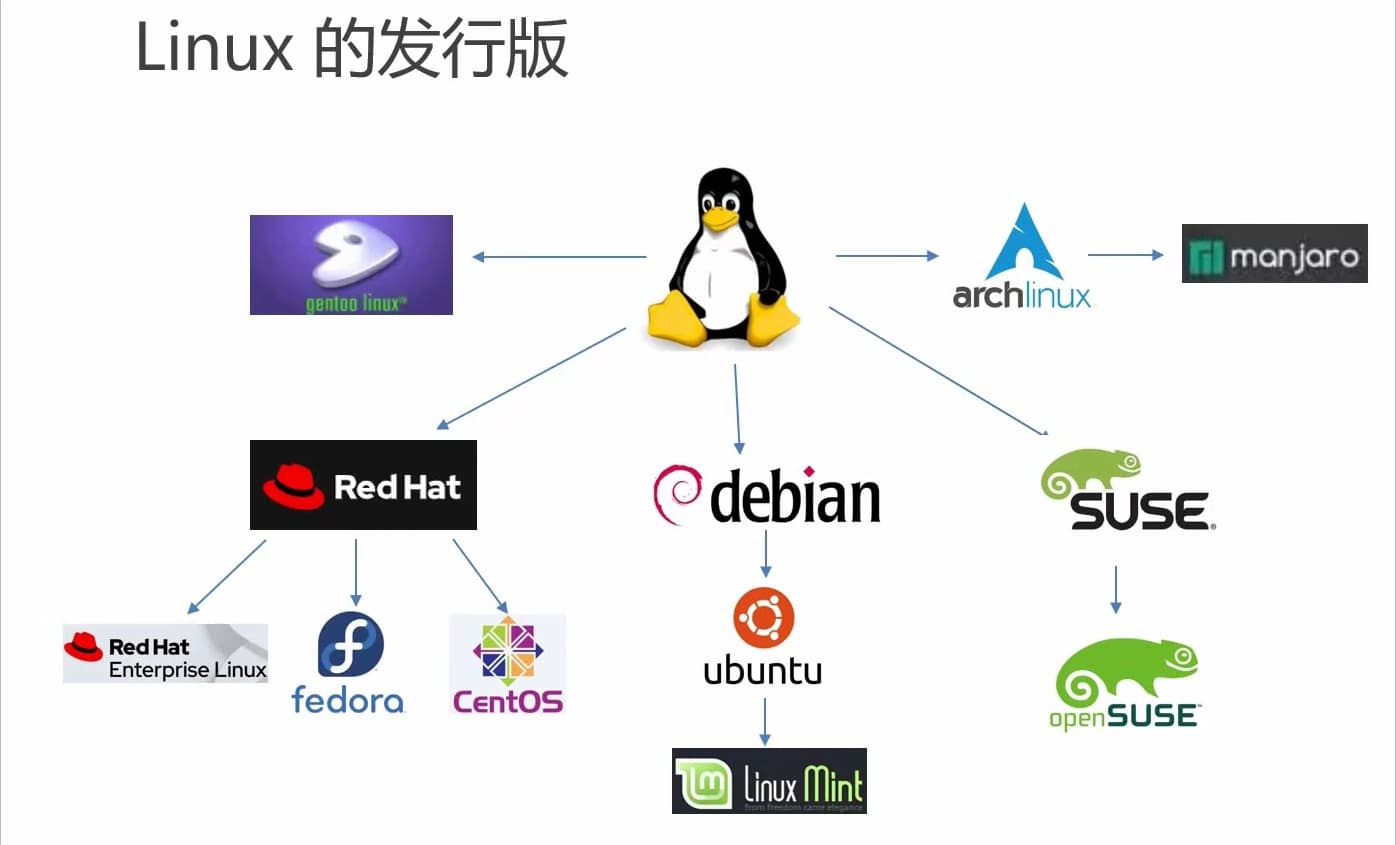 Linux 的发行版
gentoo linux™
archlinux
manjaro
Red Hat
debian
SUSE®
Red Hat
Enterprise Linux
fedora
CentOS
ubuntu
openSUSE™
Linux Mint
from freedom came elegance